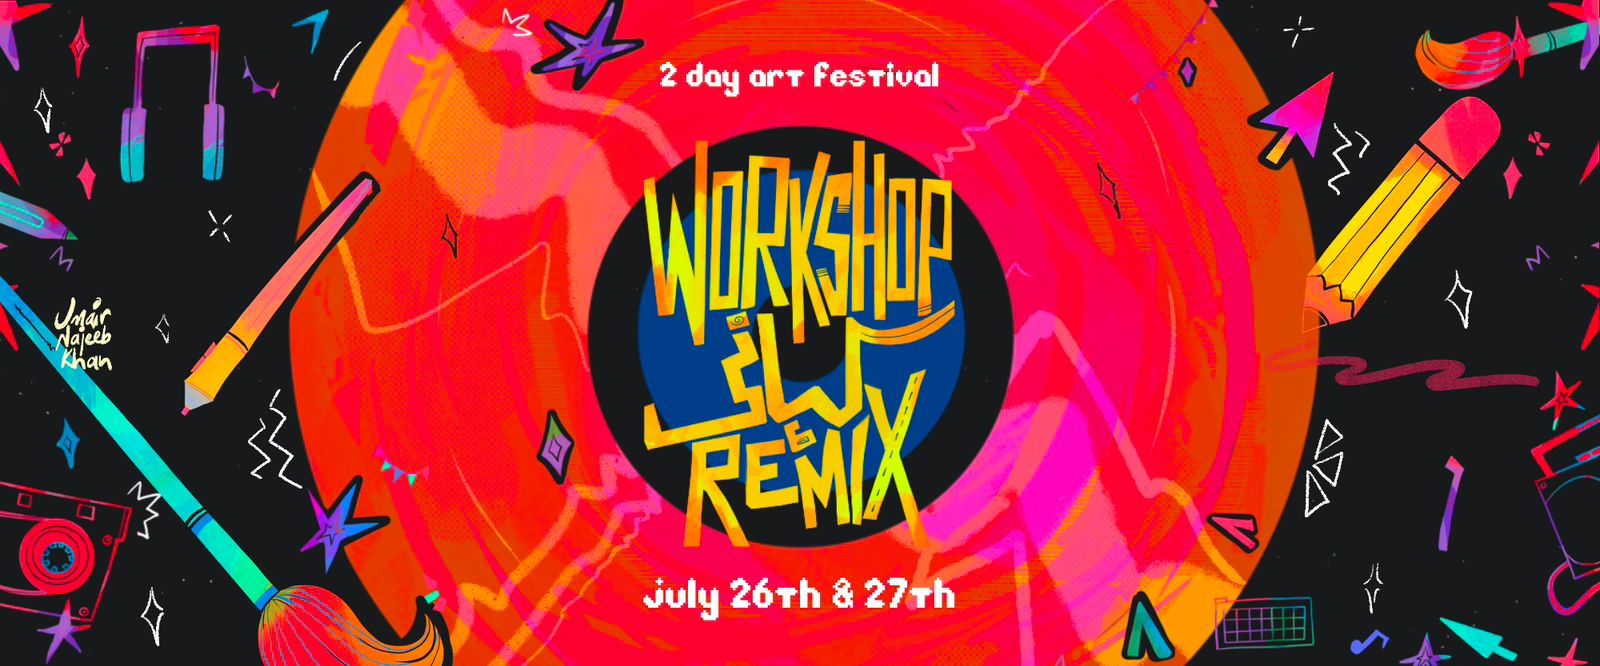 2 day art festival
WORKSHOP
REMIX
july 26th & 27th
Umair
Najeeb
Khan